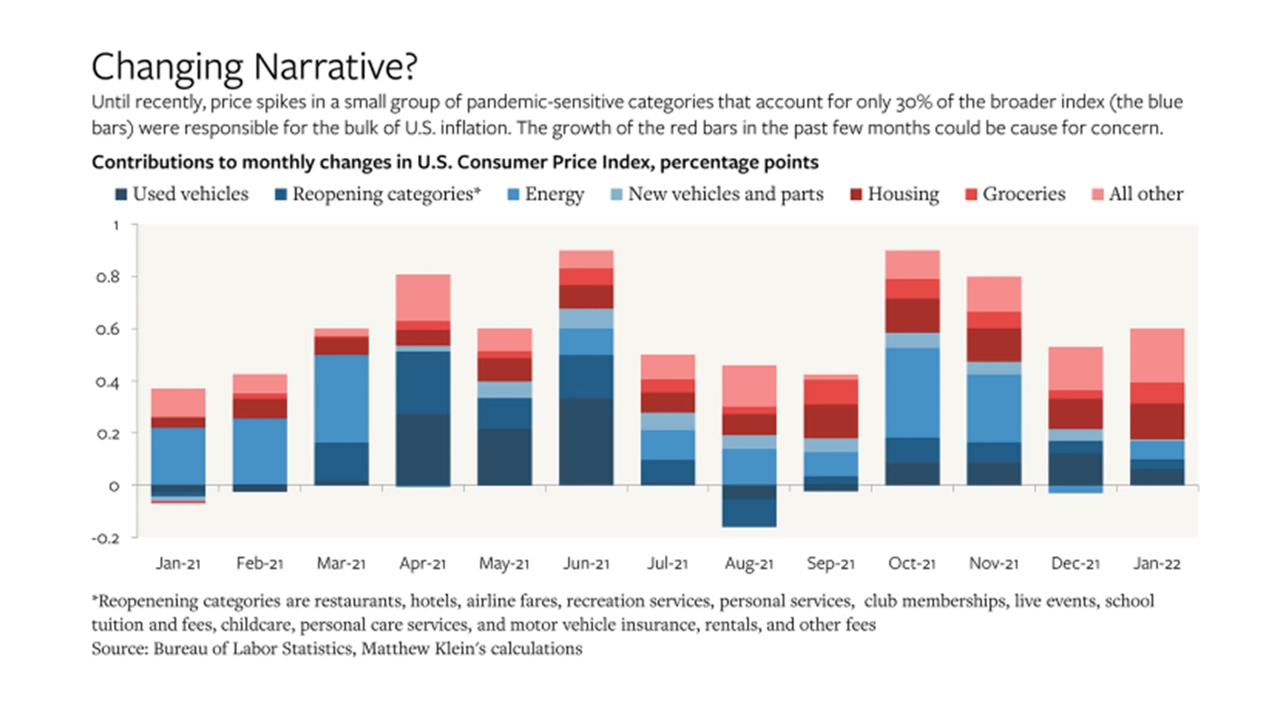 Changing Narrative?
Until recently, price spikes in a small group of pandemic-sensitive categories that account for only 30% of the broader index (the blue
bars) were responsible for the bulk of U.S. inflation. The growth of the red bars in the past few months could be cause for concern.
Contributions to monthly changes in U.S. Consumer Price Index, percentage points
Used vehicles Reopening categories* Energy New vehicles and parts Housing Groceries All other
1
0.8
0.6
0.4
0.2
0
-0.2
Jan-21 Feb-21 Mar-21 Apr-21 May-21 Jun-21 Jul-21 Aug-21 Sep-21 Oct-21 Nov-21 Dec-21 Jan-22
*Reopenening categories are restaurants, hotels, airline fares, recreation services, personal services, club memberships, live events, school
tuition and fees, childcare, personal care services, and motor vehicle insurance, rentals, and other fees
Source: Bureau of Labor Statistics, Matthew Klein's calculations